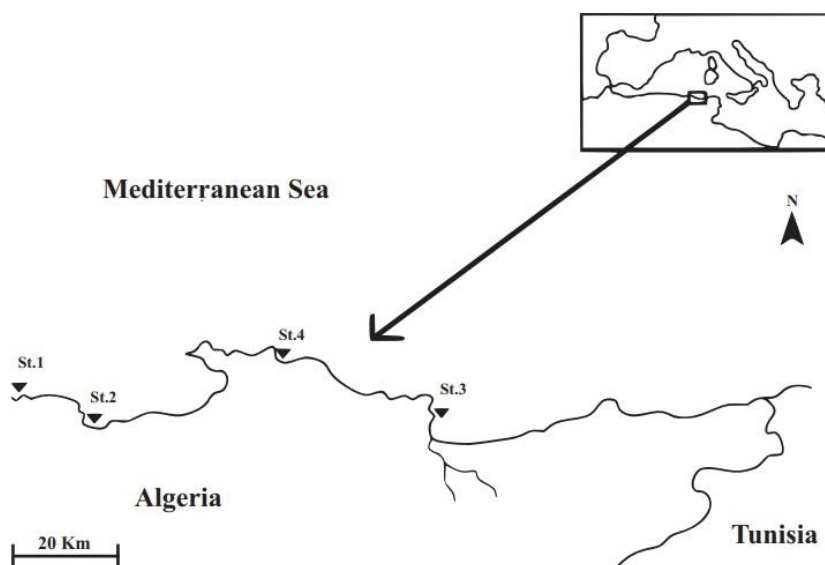 Mediterranean Sea
N
St.4
St.1
St.3
St.2
Algeria
Tunisia
20 Km